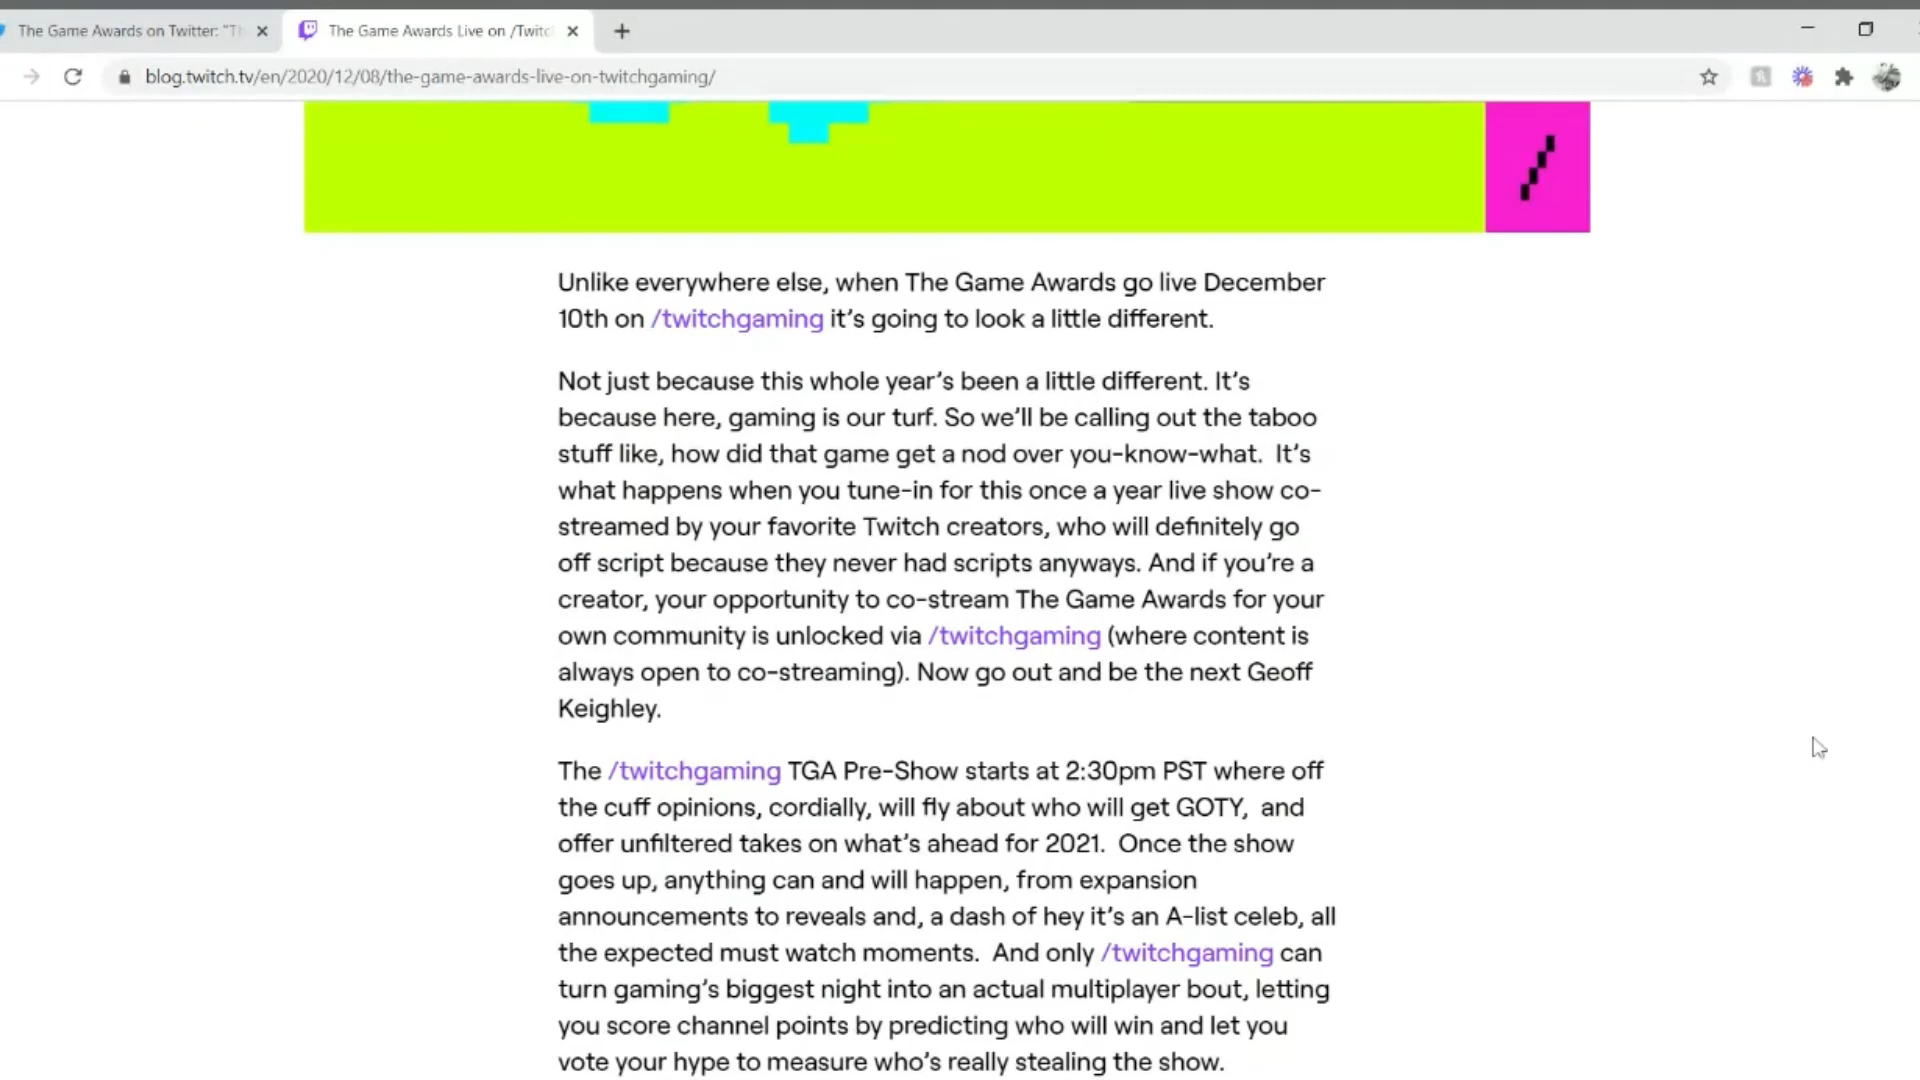 The Game Awards on Twitter: "Th
The Game Awards Live on /Twitc
blog.twitch.tv/en/2020/12/08/the-game-awards-live-on-twitchgaming/
/
Unlike everywhere else, when The Game Awards go live December
10th on /twitchgaming it’s going to look a little different.
Not just because this whole year’s been a little different. It’s
because here, gaming is our turf. So we’ll be calling out the taboo
stuff like, how did that game get a nod over you-know-what. It’s
what happens when you tune-in for this once a year live show co-
streamed by your favorite Twitch creators, who will definitely go
off script because they never had scripts anyways. And if you’re a
creator, your opportunity to co-stream The Game Awards for your
own community is unlocked via /twitchgaming (where content is
always open to co-streaming). Now go out and be the next Geoff
Keighley.
The /twitchgaming TGA Pre-Show starts at 2:30pm PST where off
the cuff opinions, cordially, will fly about who will get GOTY, and
offer unfiltered takes on what’s ahead for 2021. Once the show
goes up, anything can and will happen, from expansion
announcements to reveals and, a dash of hey it’s an A-list celeb, all
the expected must watch moments. And only /twitchgaming can
turn gaming’s biggest night into an actual multiplayer bout, letting
you score channel points by predicting who will win and let you
vote your hype to measure who’s really stealing the show.